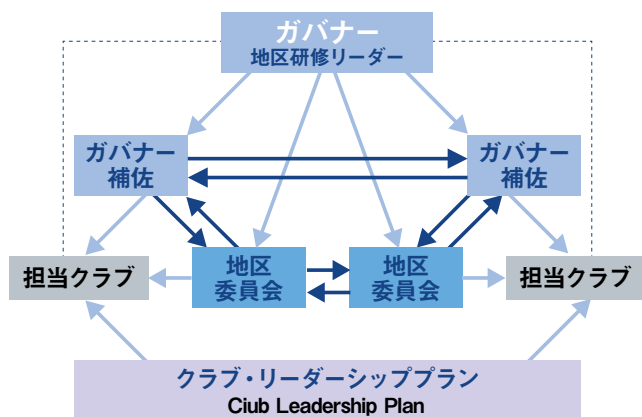 ガバナー
地区研修リーダー
ガバナー
補佐
ガバナー
補佐
担当クラブ
地区
委員会
地区
委員会
担当クラブ
クラブ・リーダーシッププラン
Ciub Leadership Plan